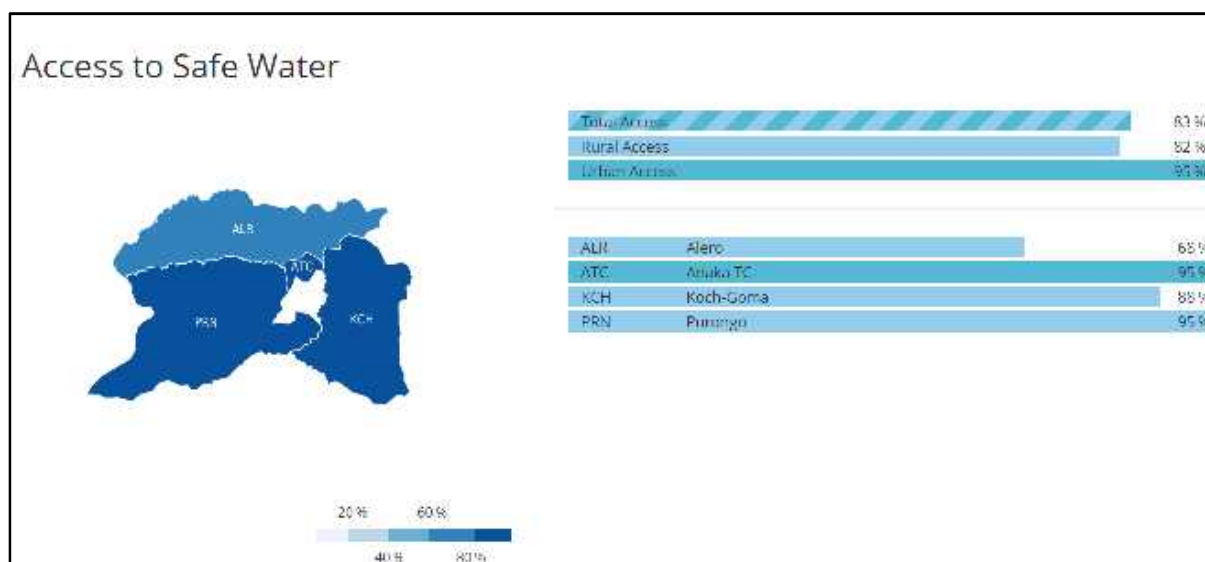 Access to Safe Water
Total Access 83 %
Rural Access 82 %
Urban Access 95 %
ALR
ATC
PRN
KCH
ALR Alero 68 %
ATC Anaka TC 95 %
KCH Koch-Goma 88 %
PRN Purongo 95 %
20 % 60 %
40 % 80 %